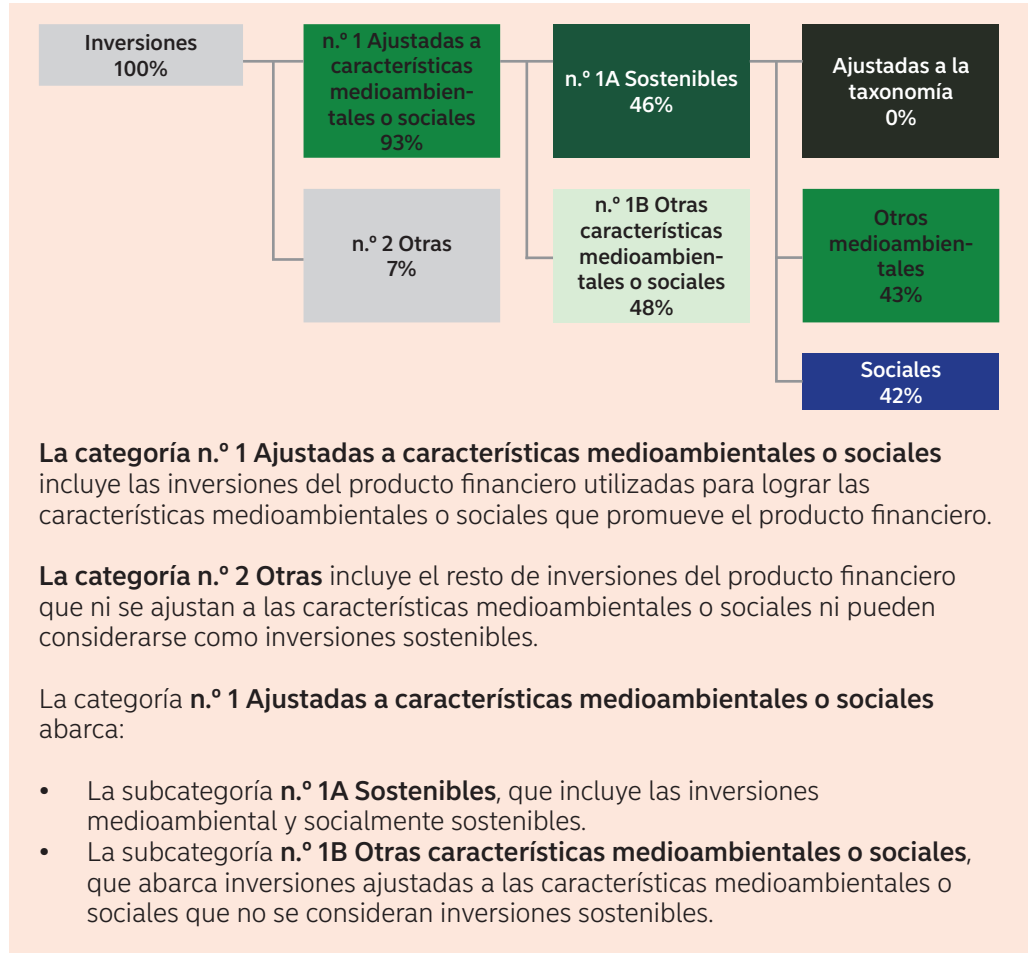 Inversiones
100%
n.º 1 Ajustadas a
características
medioambien-
tales o sociales
93%
n.º 1A Sostenibles
46%
Ajustadas a la
taxonomía
0%
n.º 2 Otras
7%
n.º 1B Otras
características
medioambien-
tales o sociales
48%
Otros
medioambien-
tales
43%
Sociales
42%
La categoría n.º 1 Ajustadas a características medioambientales o sociales
incluye las inversiones del producto financiero utilizadas para lograr las
características medioambientales o sociales que promueve el producto financiero.
La categoría n.º 2 Otras incluye el resto de inversiones del producto financiero
que ni se ajustan a las características medioambientales o sociales ni pueden
considerarse como inversiones sostenibles.
La categoría n.º 1 Ajustadas a características medioambientales o sociales
abarca:
• La subcategoría n.º 1A Sostenibles, que incluye las inversiones
medioambiental y socialmente sostenibles.
• La subcategoría n.º 1B Otras características medioambientales o sociales,
que abarca inversiones ajustadas a las características medioambientales o
sociales que no se consideran inversiones sostenibles.